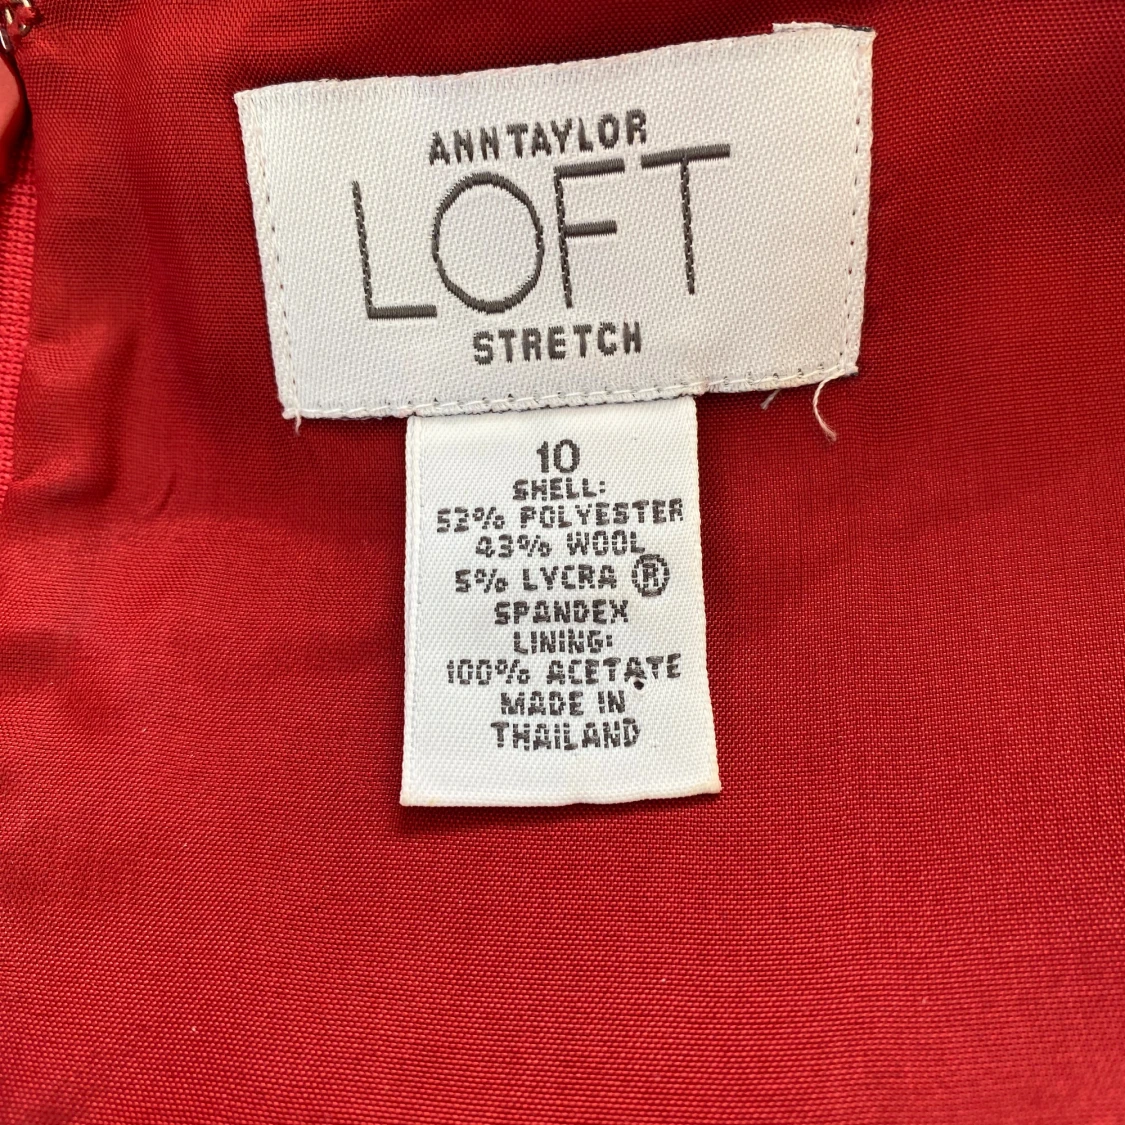 ANNTAYLOR
LOFT
STRETCH
10
SHELL:
52% POLYESTER
43% WOOL
5% LYCRA ®
SPANDEX
LINING:
100% ACETATE
MADE IN
THAILAND